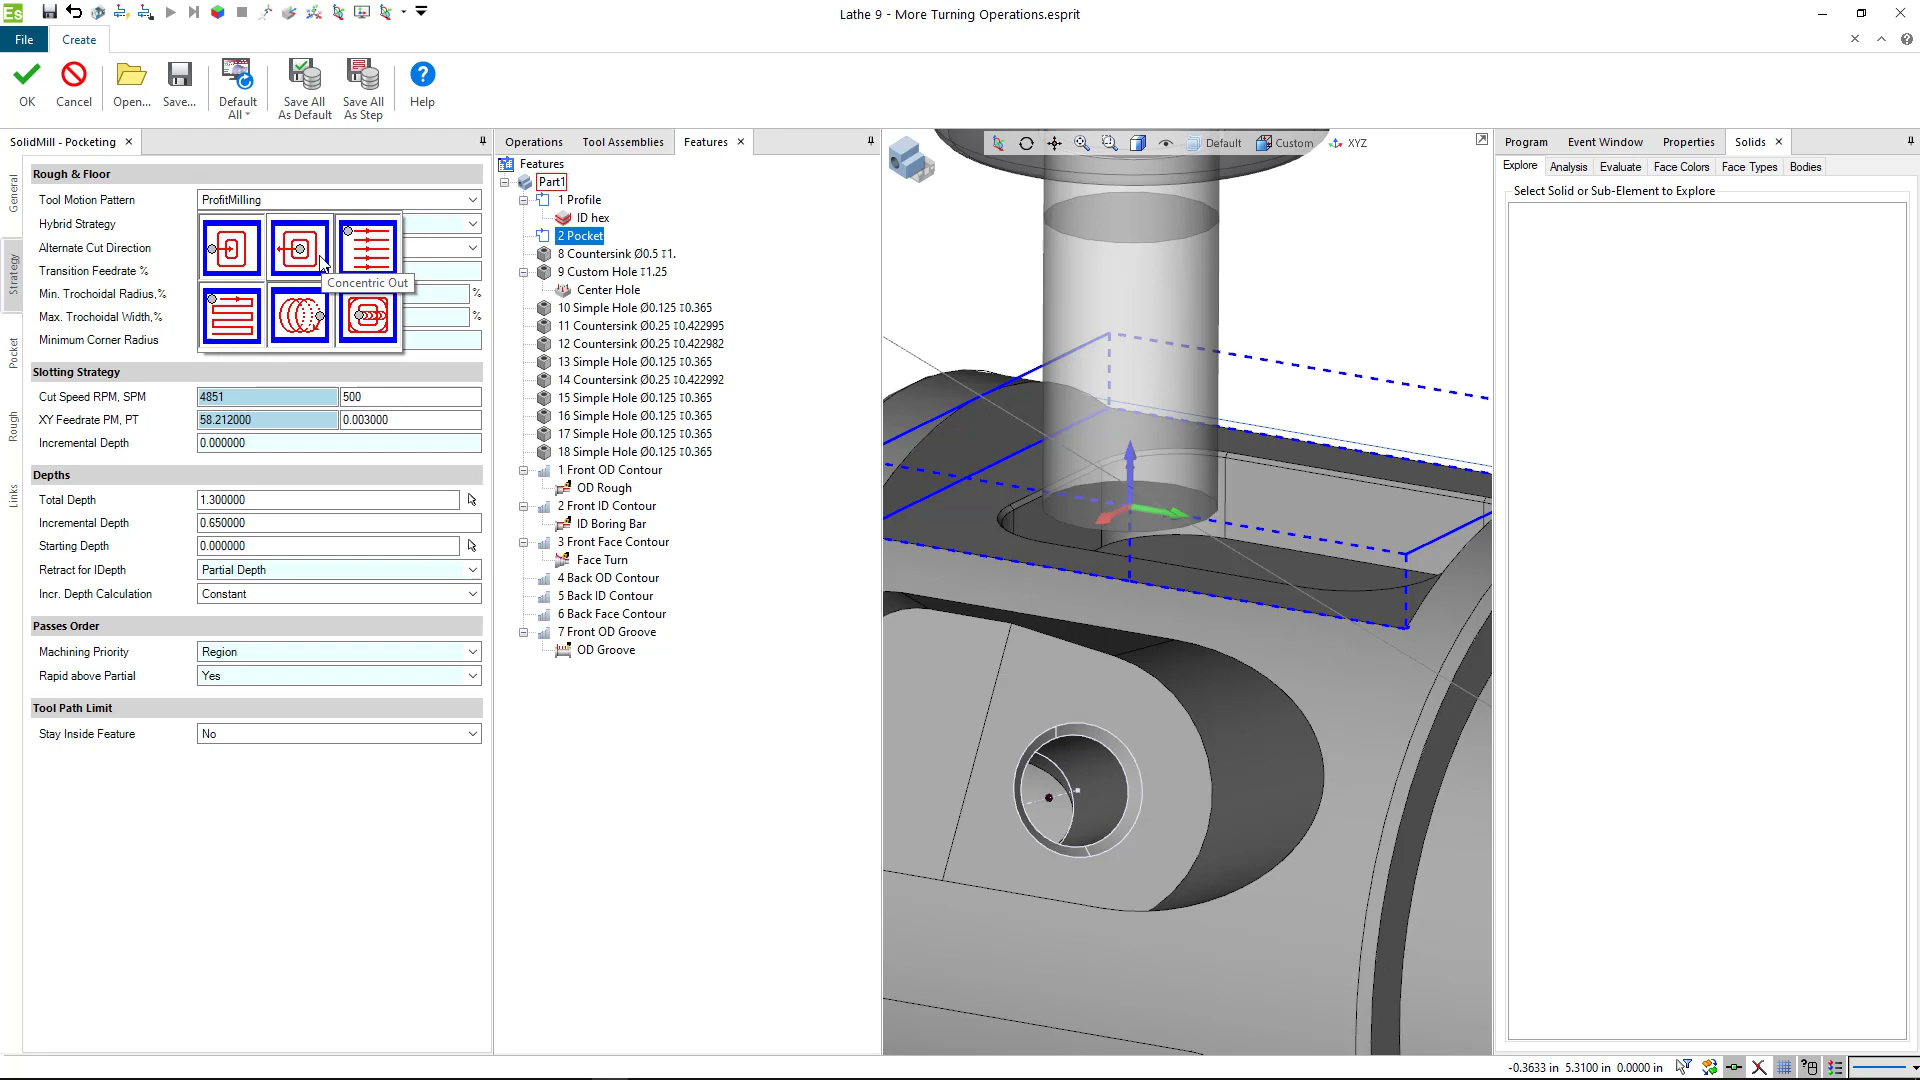 Es
Lathe 9 - More Turning Operations.esprit
File
Create
OK
Cancel
Open...
Save...
Default All
Save All As Default
Save All As Step
Help
SolidMill - Pocketing
Operations
Tool Assemblies
Features
Default
Custom
XYZ
Program
Event Window
Properties
Solids
Explore
Analysis
Evaluate
Face Colors
Face Types
Bodies
Select Solid or Sub-Element to Explore
General
Strategy
Pocket
Rough
Links
Rough & Floor
Tool Motion Pattern
ProfitMilling
Hybrid Strategy
Alternate Cut Direction
Transition Feedrate %
Min. Trochoidal Radius,%
%
Max. Trochoidal Width,%
%
Minimum Corner Radius
Concentric Out
Slotting Strategy
Cut Speed RPM, SPM
4851
500
XY Feedrate PM, PT
58.212000
0.003000
Incremental Depth
0.000000
Depths
Total Depth
1.300000
Incremental Depth
0.650000
Starting Depth
0.000000
Retract for IDepth
Partial Depth
Incr. Depth Calculation
Constant
Passes Order
Machining Priority
Region
Rapid above Partial
Yes
Tool Path Limit
Stay Inside Feature
No
Features
Part1
1 Profile
ID hex
2 Pocket
8 Countersink Ø0.5 ↧1.
9 Custom Hole ↧1.25
Center Hole
10 Simple Hole Ø0.125 ↧0.365
11 Countersink Ø0.25 ↧0.422995
12 Countersink Ø0.25 ↧0.422982
13 Simple Hole Ø0.125 ↧0.365
14 Countersink Ø0.25 ↧0.422992
15 Simple Hole Ø0.125 ↧0.365
16 Simple Hole Ø0.125 ↧0.365
17 Simple Hole Ø0.125 ↧0.365
18 Simple Hole Ø0.125 ↧0.365
1 Front OD Contour
OD Rough
2 Front ID Contour
ID Boring Bar
3 Front Face Contour
Face Turn
4 Back OD Contour
5 Back ID Contour
6 Back Face Contour
7 Front OD Groove
OD Groove
-0.3633 in 5.3100 in 0.0000 in